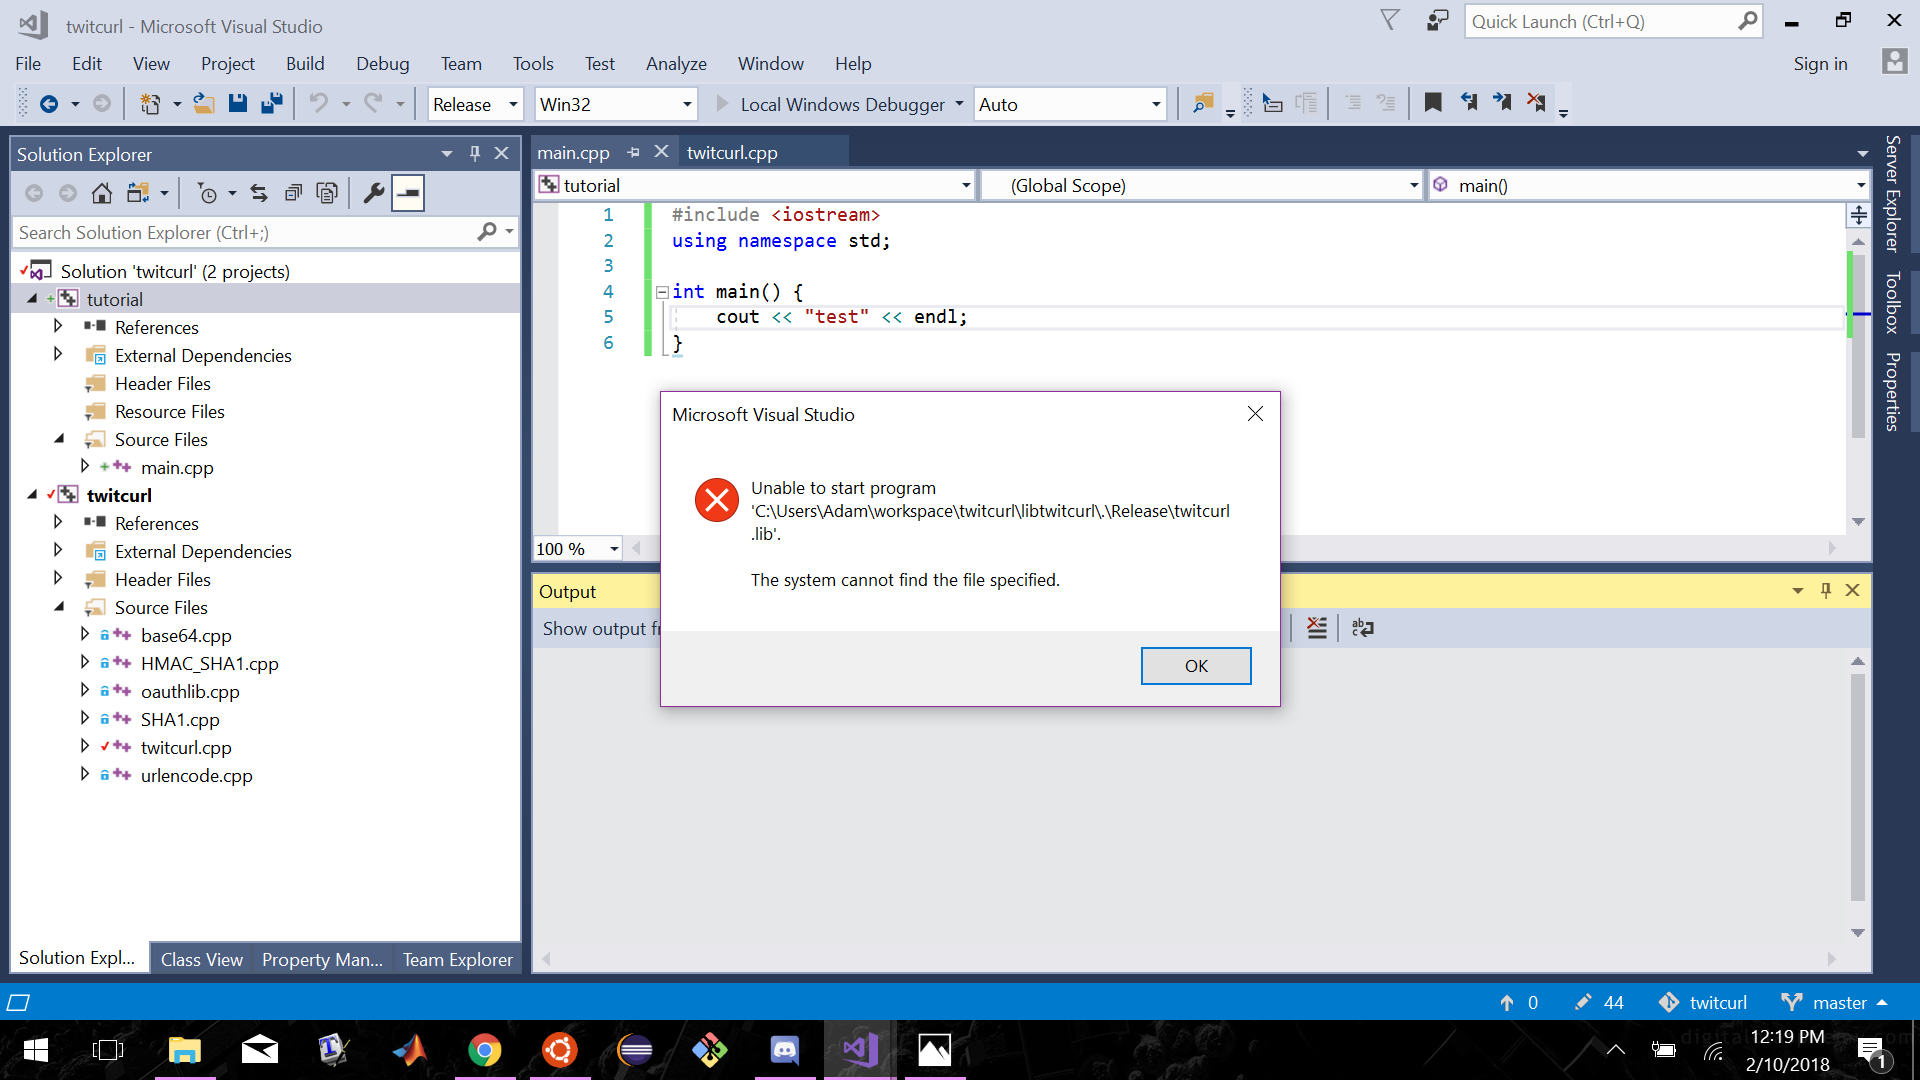 twitcurl - Microsoft Visual Studio
Quick Launch (Ctrl+Q)
File Edit View Project Build Debug Team Tools Test Analyze Window Help
Sign in
Release Win32 Local Windows Debugger Auto
Solution Explorer
Search Solution Explorer (Ctrl+;)
Solution 'twitcurl' (2 projects)
tutorial
References
External Dependencies
Header Files
Resource Files
Source Files
main.cpp
twitcurl
References
External Dependencies
Header Files
Source Files
base64.cpp
HMAC_SHA1.cpp
oauthlib.cpp
SHA1.cpp
twitcurl.cpp
urlencode.cpp
Solution Expl... Class View Property Man... Team Explorer
main.cpp twitcurl.cpp
tutorial (Global Scope) main()
1 #include <iostream>
2 using namespace std;
3
4 int main() {
5 cout << "test" << endl;
6 }
100 %
Microsoft Visual Studio
Unable to start program
'C:\Users\Adam\workspace\twitcurl\libtwitcurl\.\Release\twitcurl
.lib'.
The system cannot find the file specified.
OK
Output
Show output
Server Explorer
Toolbox
Properties
0 44 twitcurl master
12:19 PM
2/10/2018
1